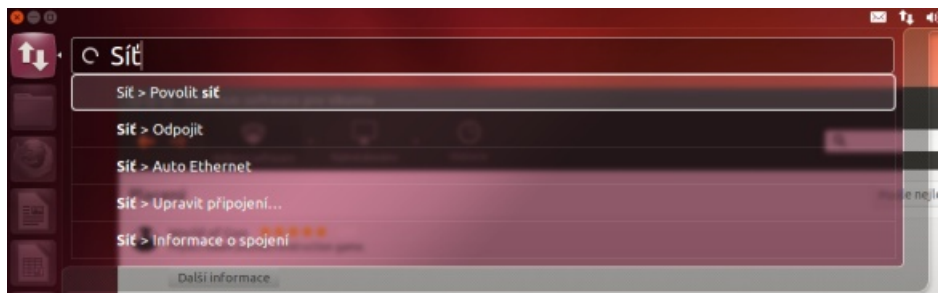 Síť
Síť > Povolit síť
Síť > Odpojit
Síť > Auto Ethernet
Síť > Upravit připojení...
Síť > Informace o spojení
Další informace